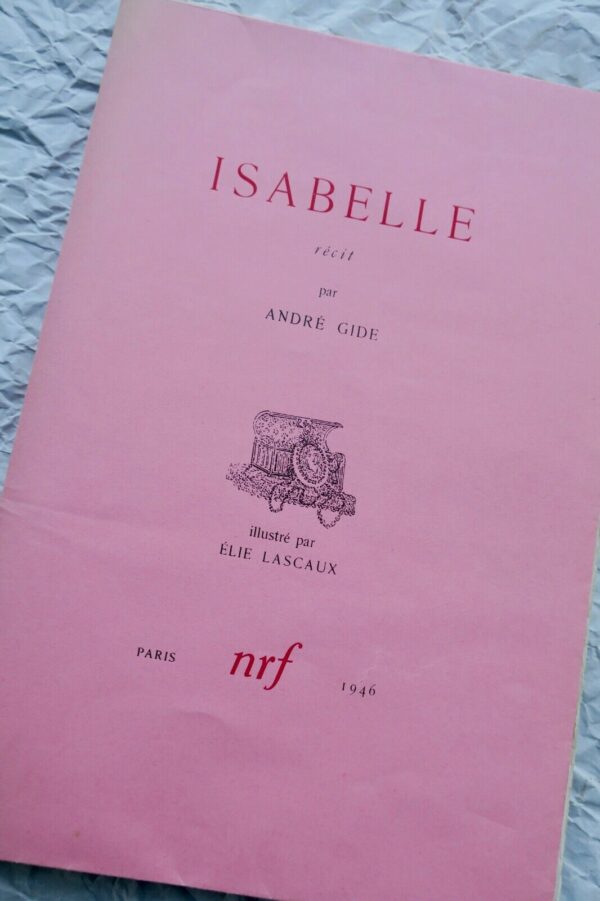 ISABELLE
récit
par
ANDRÉ GIDE
illustré par
ÉLIE LASCAUX
PARIS nrf 1946